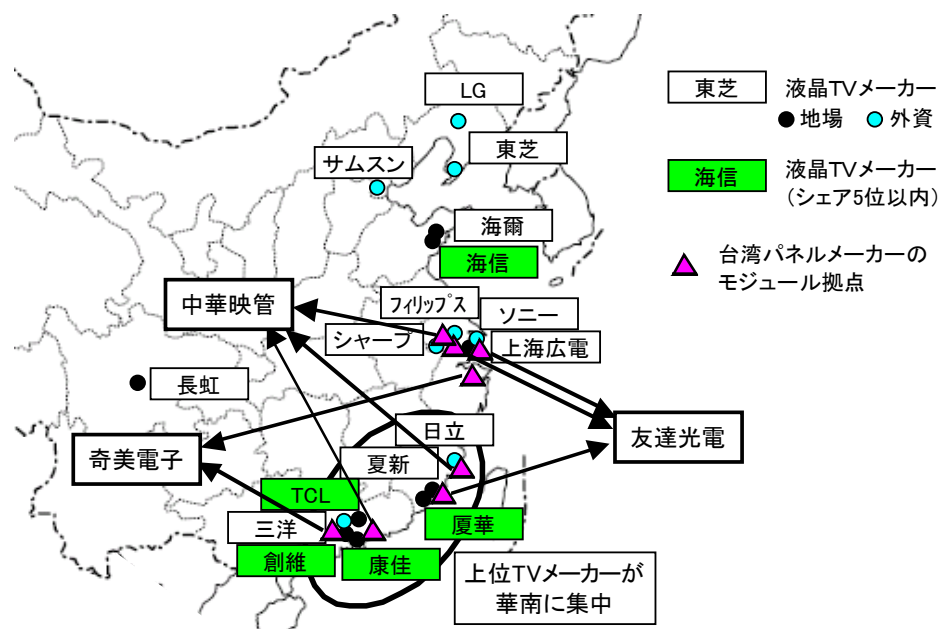 LG
東芝
サムスン
海爾
海信
中華映管
フィリップス
ソニー
シャープ
上海広電
長虹
日立
友達光電
奇美電子
夏新
TCL
三洋
厦華
創維
康佳
上位TVメーカーが
華南に集中
東芝
液晶TVメーカー
地場
外資
海信
液晶TVメーカー
(シェア5位以内)
台湾パネルメーカーの
モジュール拠点